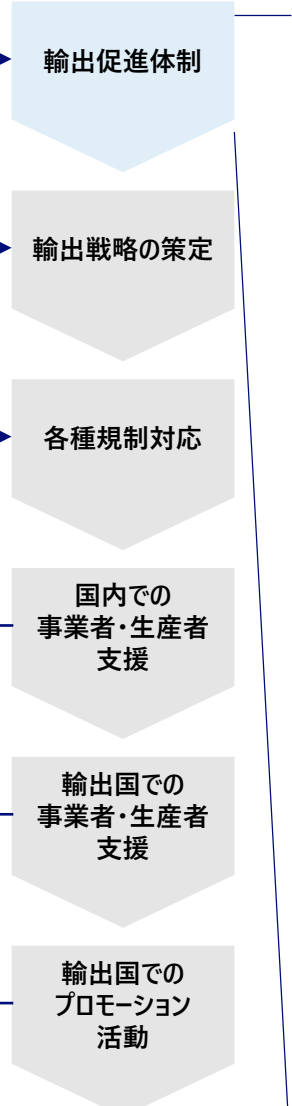 輸出促進体制
輸出戦略の策定
各種規制対応
国内での
事業者・生産者
支援
輸出国での
事業者・生産者
支援
輸出国での
プロモーション
活動